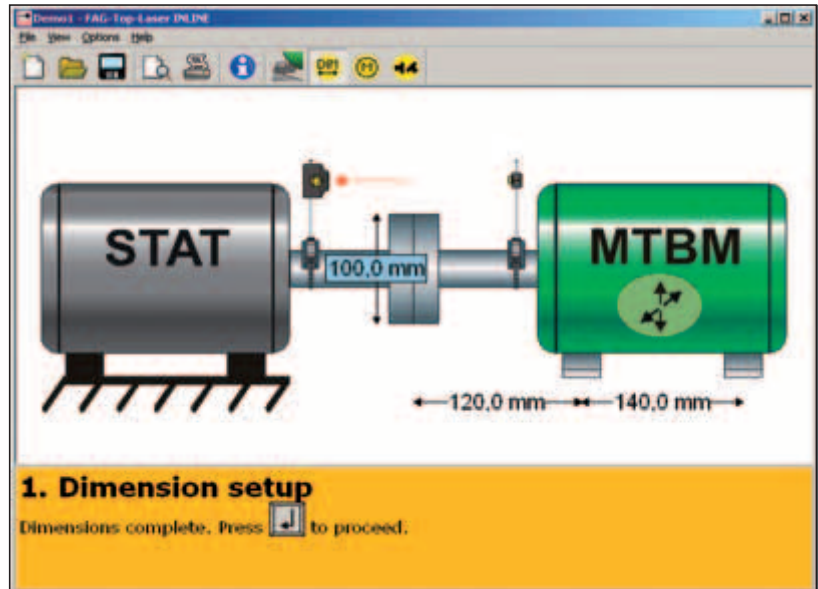 Demo1 - FAG-Top-Laser INLINE
File View Options Help
DIM
M
STAT
MTBM
100,0 mm
120,0 mm
140,0 mm
1. Dimension setup
Dimensions complete. Press to proceed.